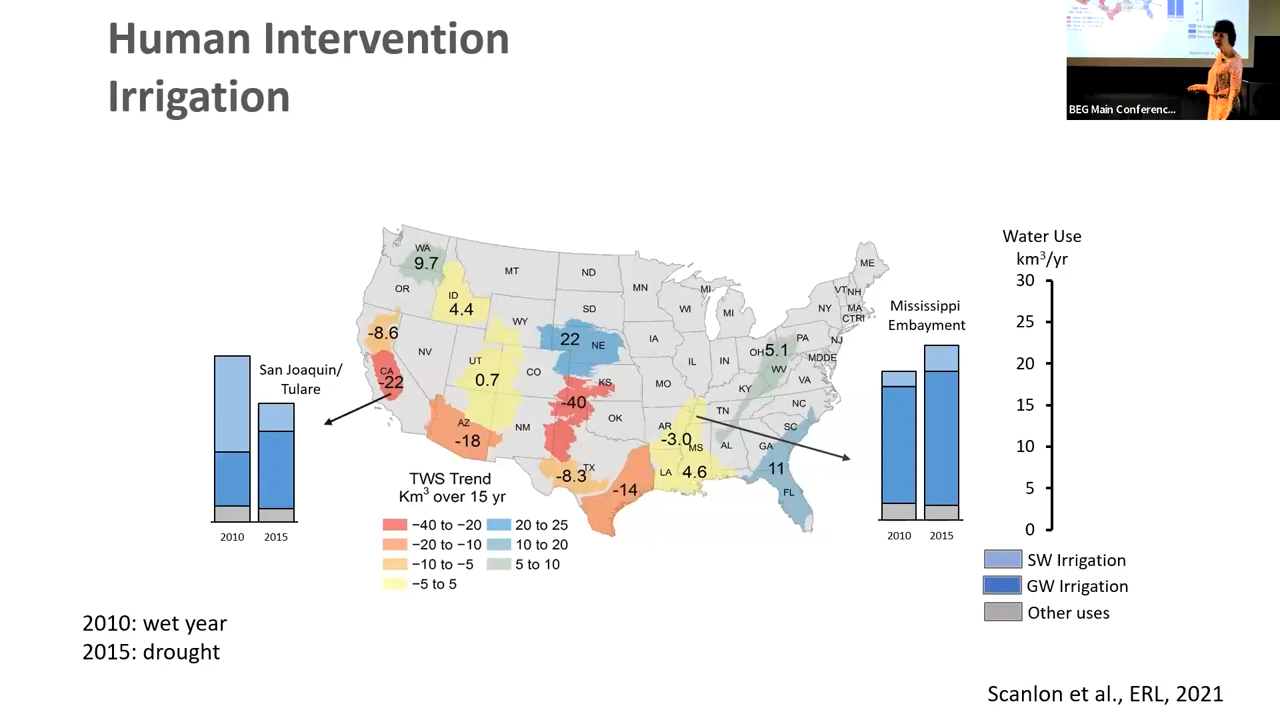 Human Intervention
Irrigation
BEG Main Conferenc...
WA
9.7
OR
ID
4.4
MT
ND
MN
WI
MI
MI
NY
VT
NH
ME
MA
CT
RI
-8.6
NV
CA
-22
WY
SD
22
NE
IA
IL
IN
OH
5.1
PA
NJ
MD
DE
WV
VA
UT
0.7
CO
KS
-40
MO
KY
NC
AZ
-18
NM
OK
AR
-3.0
TN
MS
AL
GA
SC
11
FL
TX
-8.3
-14
LA
4.6
San Joaquin/
Tulare
2010
2015
Mississippi
Embayment
2010
2015
Water Use
km³/yr
30
25
20
15
10
5
0
SW Irrigation
GW Irrigation
Other uses
TWS Trend
Km³ over 15 yr
−40 to −20
−20 to −10
−10 to −5
−5 to 5
20 to 25
10 to 20
5 to 10
2010: wet year
2015: drought
Scanlon et al., ERL, 2021